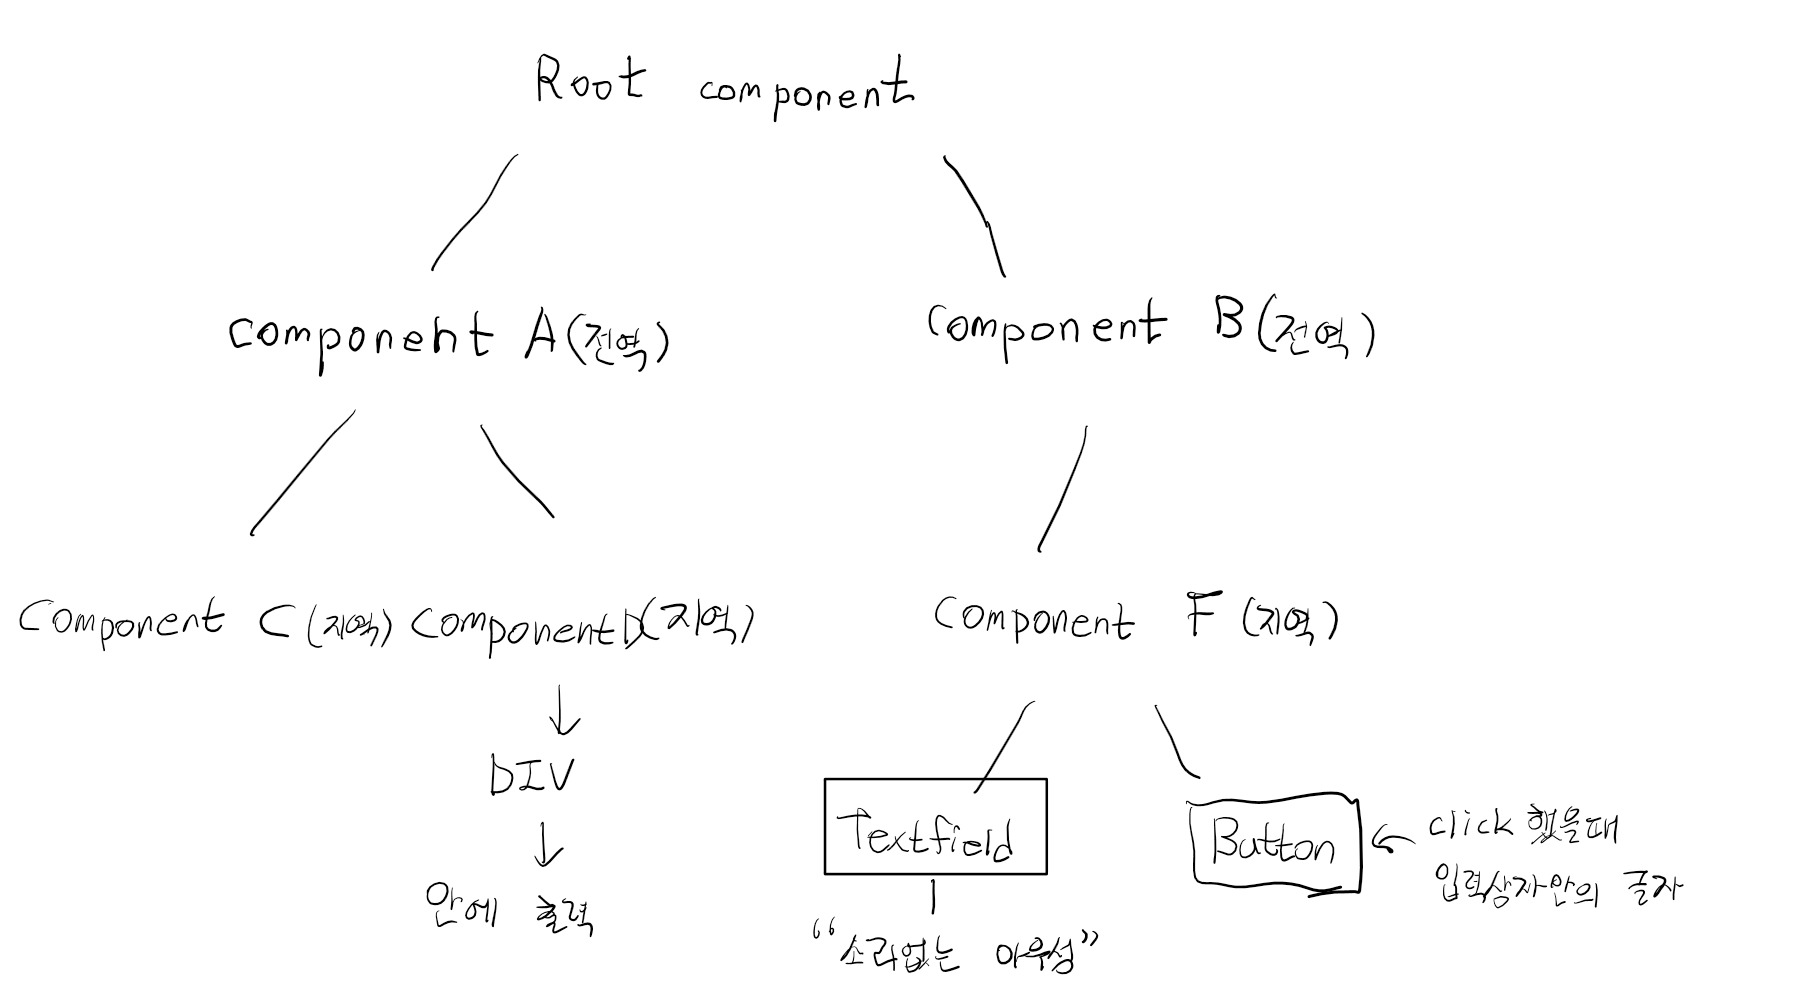 Root component
component A (전역)
component B (전역)
component C (지역)
component D (지역)
component F (지역)
DIV
안에 출력
Textfield
"소리없는 아우성"
Button
click 했을때
입력상자안의 글자